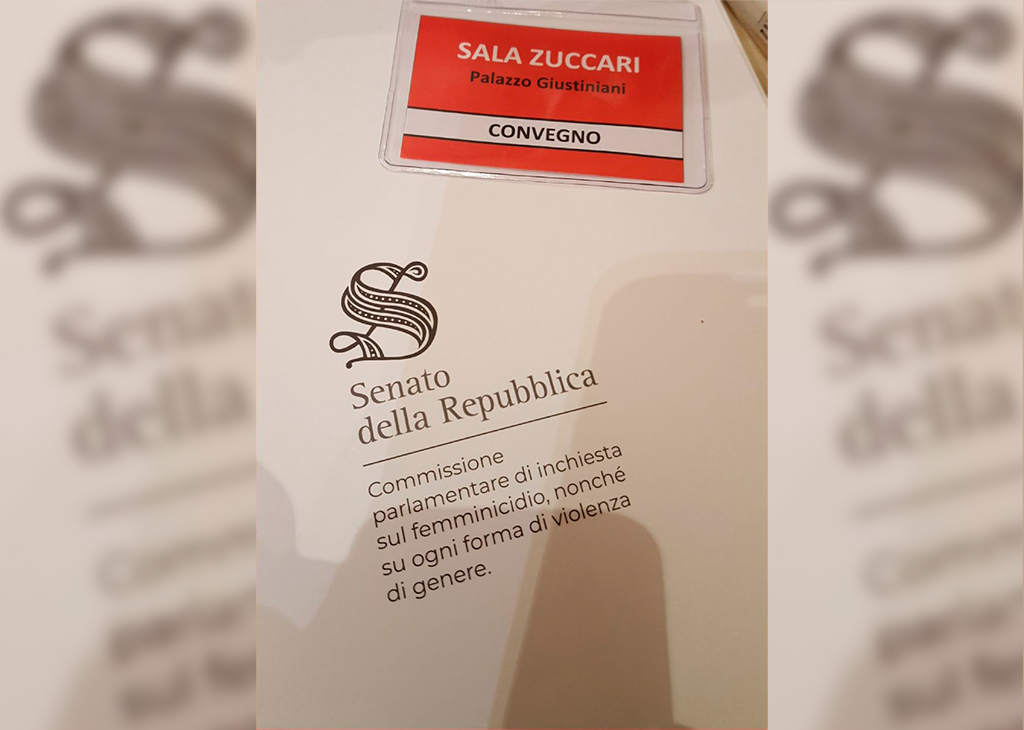 SALA ZUCCARI
Palazzo Giustiniani
CONVEGNO
Senato
della Repubblica
Commissione
parlamentare di inchiesta
sul femminicidio, nonché
su ogni forma di violenza
di genere.